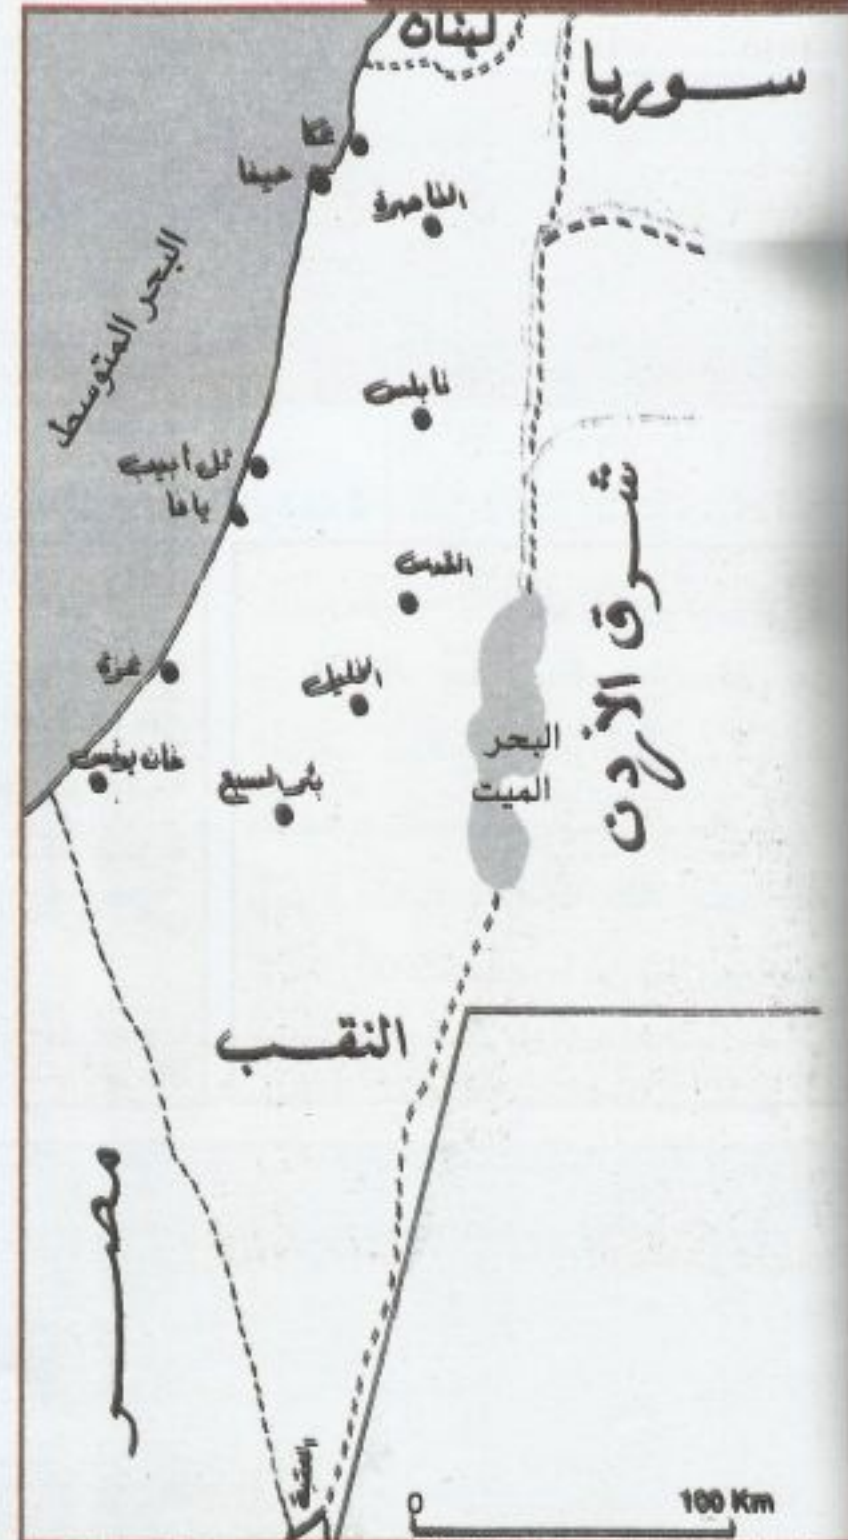 لبنان
سوريا
عكا
حيفا
الناصرة
البحر المتوسط
نابلس
تل أبيب
يافا
شرق الأردن
القدس
غزة
الخليل
البحر
الميت
خان يونس
بئر السبع
النقب
مصر
العقبة
0
100 Km